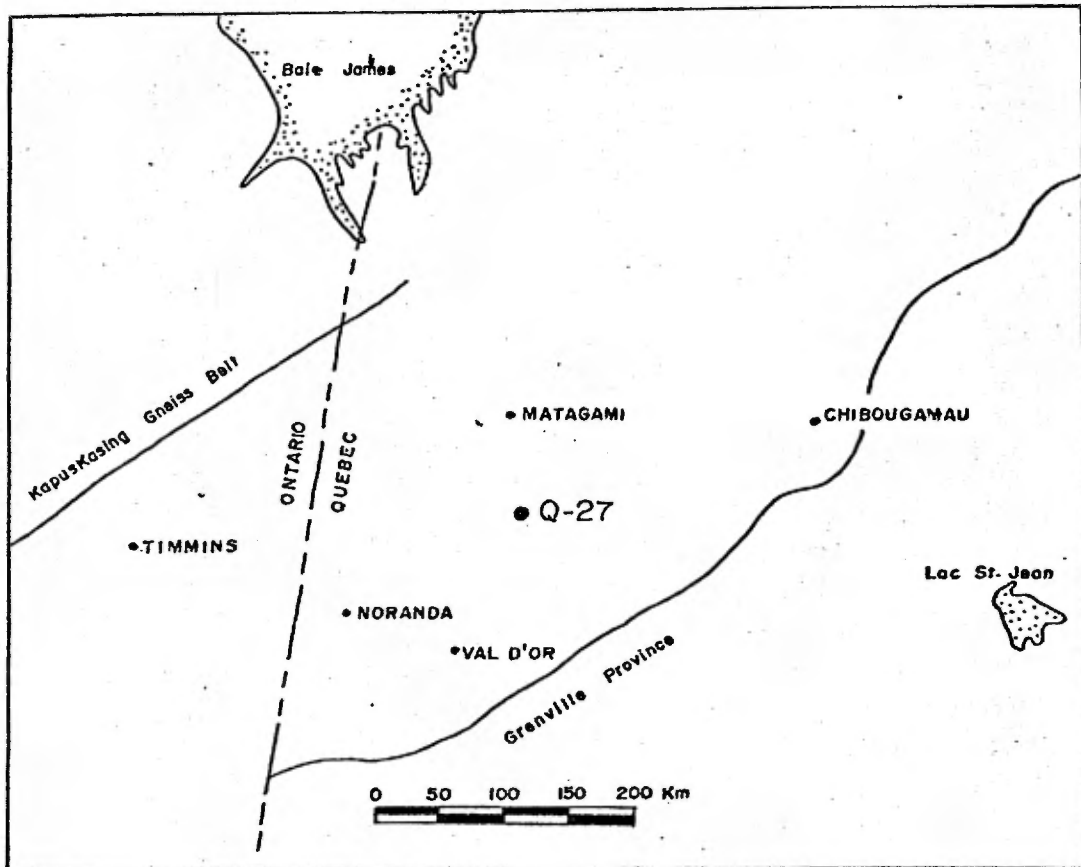 Baie James
KapusKasing Gneiss Belt
ONTARIO
QUEBEC
MATAGAMI
CHIBOUGAMAU
Q-27
TIMMINS
Lac St. Jean
NORANDA
VAL D'OR
Grenville Province
0 50 100 150 200 Km